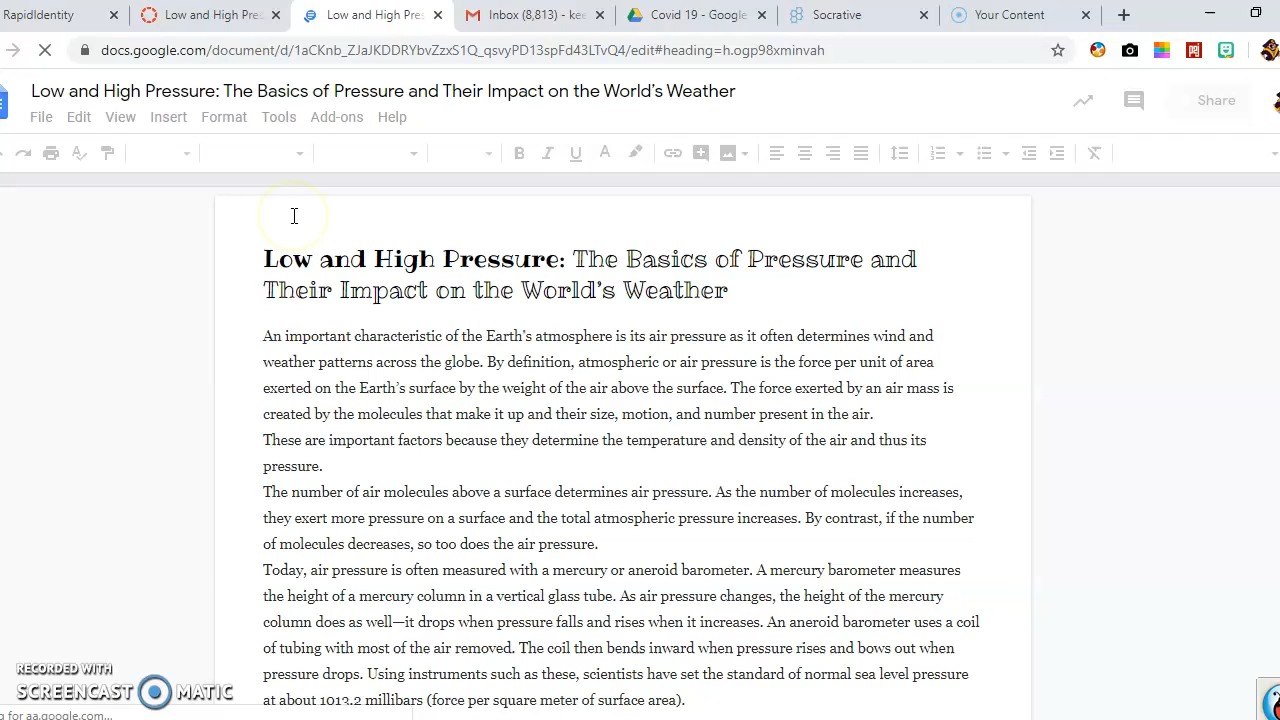 RapidIdentity
Low and High Pres
Low and High Pres
Inbox (8,813) - kee
Covid 19 - Google
Socrative
Your Content
docs.google.com/document/d/1aCKnb_ZJaJKDDRYbvZzxS1Q_qsvyPD13spFd43LTvQ4/edit#heading=h.ogp98xminvah
Low and High Pressure: The Basics of Pressure and Their Impact on the World's Weather
File Edit View Insert Format Tools Add-ons Help
Share
Low and High Pressure: The Basics of Pressure and
Their Impact on the World's Weather
An important characteristic of the Earth's atmosphere is its air pressure as it often determines wind and
weather patterns across the globe. By definition, atmospheric or air pressure is the force per unit of area
exerted on the Earth's surface by the weight of the air above the surface. The force exerted by an air mass is
created by the molecules that make it up and their size, motion, and number present in the air.
These are important factors because they determine the temperature and density of the air and thus its
pressure.
The number of air molecules above a surface determines air pressure. As the number of molecules increases,
they exert more pressure on a surface and the total atmospheric pressure increases. By contrast, if the number
of molecules decreases, so too does the air pressure.
Today, air pressure is often measured with a mercury or aneroid barometer. A mercury barometer measures
the height of a mercury column in a vertical glass tube. As air pressure changes, the height of the mercury
column does as well—it drops when pressure falls and rises when it increases. An aneroid barometer uses a coil
of tubing with most of the air removed. The coil then bends inward when pressure rises and bows out when
pressure drops. Using instruments such as these, scientists have set the standard of normal sea level pressure
at about 1013.2 millibars (force per square meter of surface area).
RECORDED WITH
SCREENCAST MATIC
g for aa.google.com...